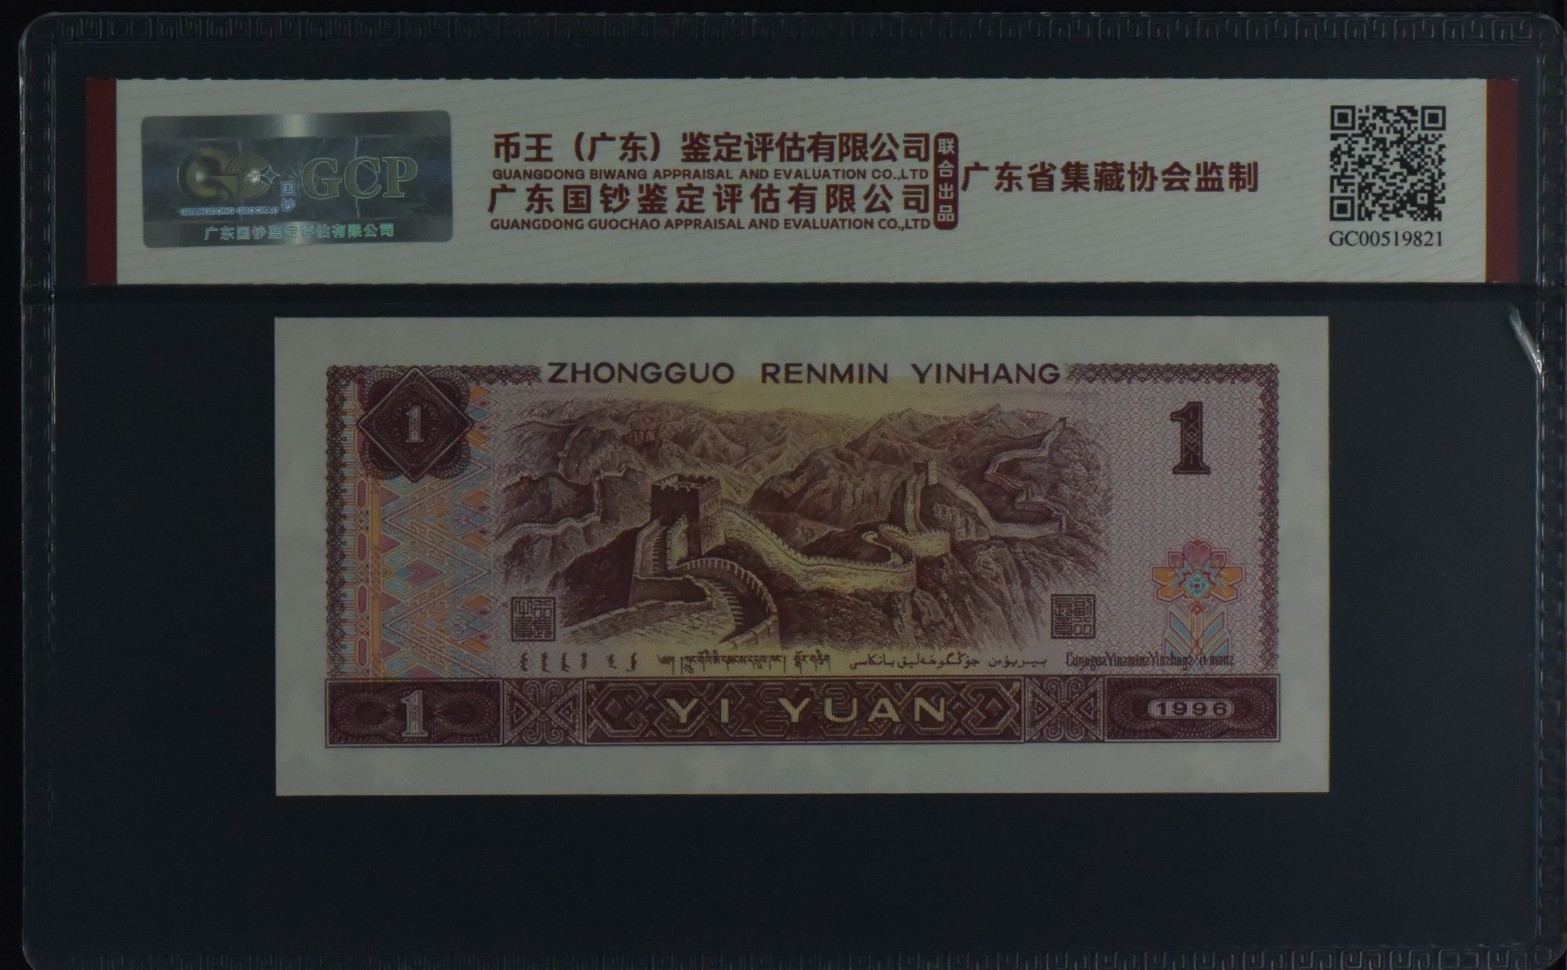 GCP
国钞
GUANGDONG GUOCHAO
广东国钞鉴定评估有限公司
币王（广东）鉴定评估有限公司
GUANGDONG BIWANG APPRAISAL AND EVALUATION CO.,LTD
广东国钞鉴定评估有限公司
GUANGDONG GUOCHAO APPRAISAL AND EVALUATION CO.,LTD
联合出品
广东省集藏协会监制
GC00519821
ZHONGGUO RENMIN YINHANG
1
1
1
YI YUAN
1996